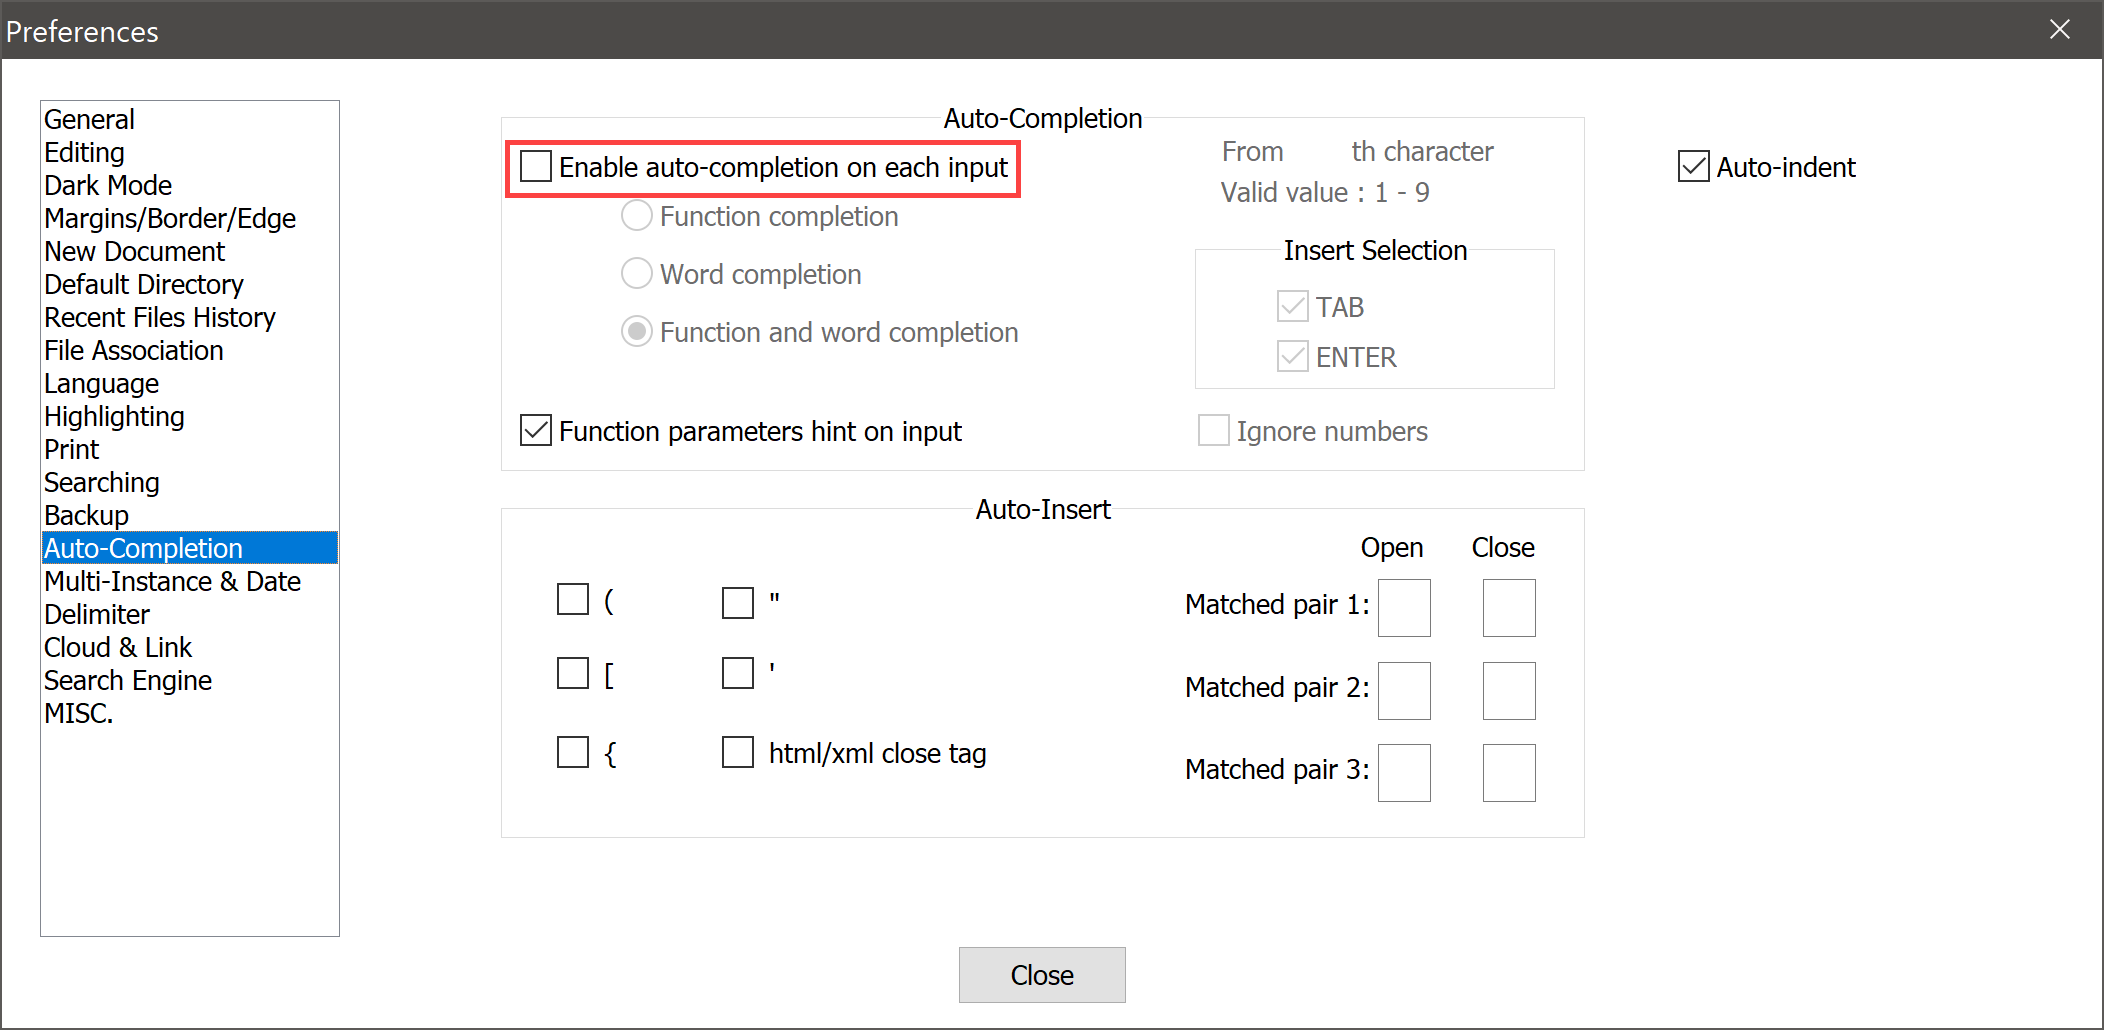 Preferences
General
Editing
Dark Mode
Margins/Border/Edge
New Document
Default Directory
Recent Files History
File Association
Language
Highlighting
Print
Searching
Backup
Auto-Completion
Multi-Instance & Date
Delimiter
Cloud & Link
Search Engine
MISC.
Auto-Completion
Enable auto-completion on each input
Function completion
Word completion
Function and word completion
Function parameters hint on input
From th character
Valid value : 1 - 9
Insert Selection
TAB
ENTER
Ignore numbers
Auto-indent
Auto-Insert
( "
[ '
{ html/xml close tag
Open Close
Matched pair 1:
Matched pair 2:
Matched pair 3:
Close